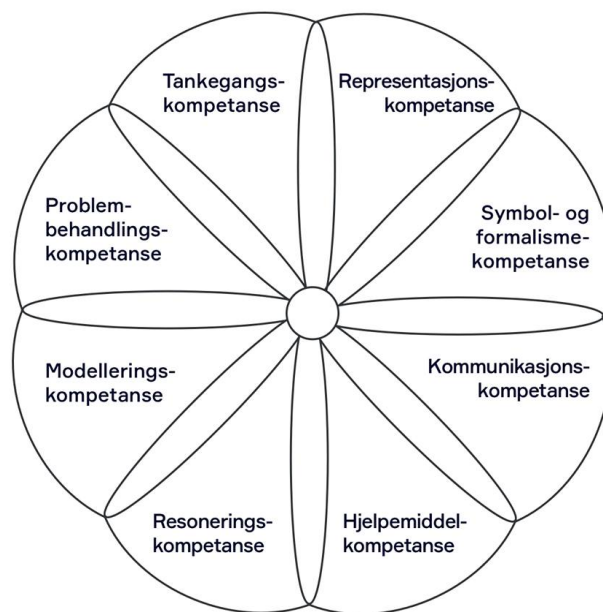 Tankegangs-
kompetanse
Representasjons-
kompetanse
Problem-
behandlings-
kompetanse
Symbol- og
formalisme-
kompetanse
Modellerings-
kompetanse
Kommunikasjons-
kompetanse
Resonerings-
kompetanse
Hjelpemiddel-
kompetanse